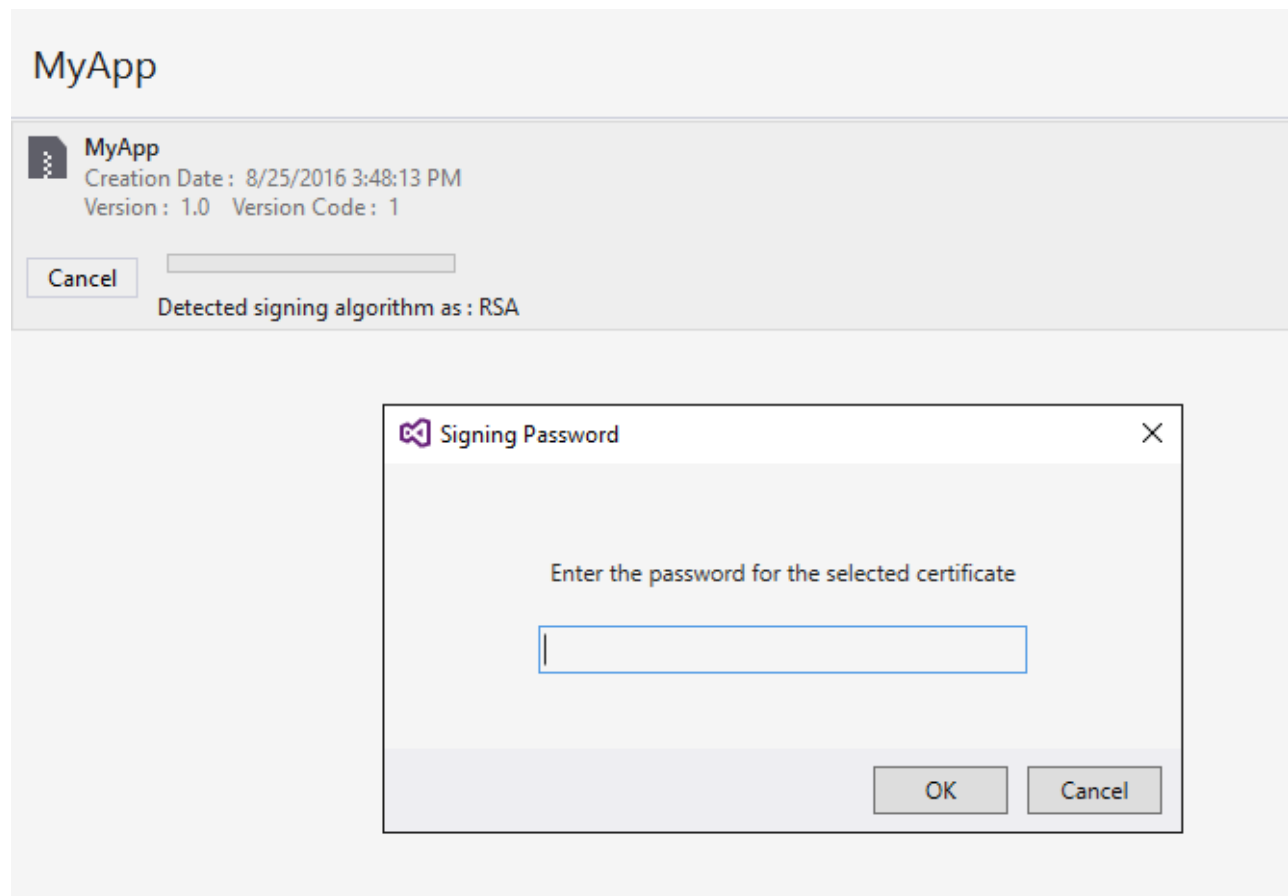 MyApp
MyApp
Creation Date : 8/25/2016 3:48:13 PM
Version : 1.0 Version Code : 1
Cancel
Detected signing algorithm as : RSA
Signing Password
Enter the password for the selected certificate
OK Cancel